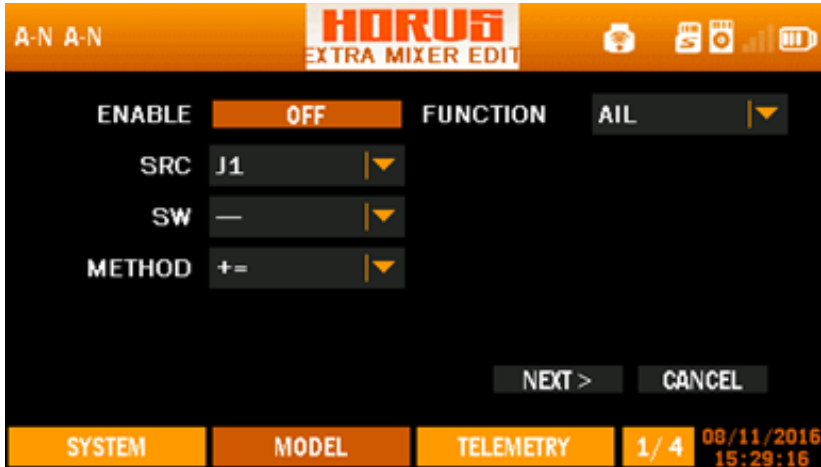 A-N A-N HORUS
EXTRA MIXER EDIT
ENABLE OFF FUNCTION AIL
SRC J1
SW —
METHOD +=
NEXT > CANCEL
SYSTEM MODEL TELEMETRY 1/4 08/11/2016
15:29:16